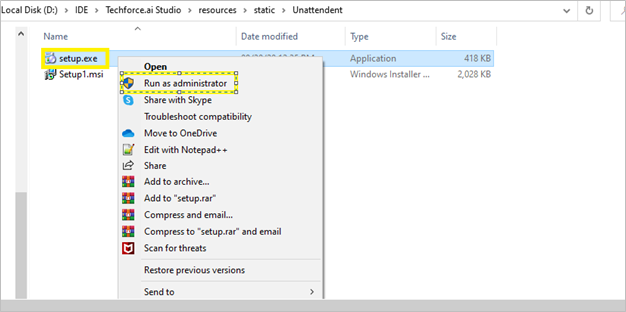 Local Disk (D:) > IDE > Techforce.ai Studio > resources > static > Unattendent
Name Date modified Type Size
setup.exe Application 418 KB
Setup1.msi Windows Installer ... 2,028 KB
Open
Run as administrator
Share with Skype
Troubleshoot compatibility
Move to OneDrive
Edit with Notepad++
Share
Add to archive...
Add to "setup.rar"
Compress and email...
Compress to "setup.rar" and email
Scan for threats
Restore previous versions
Send to